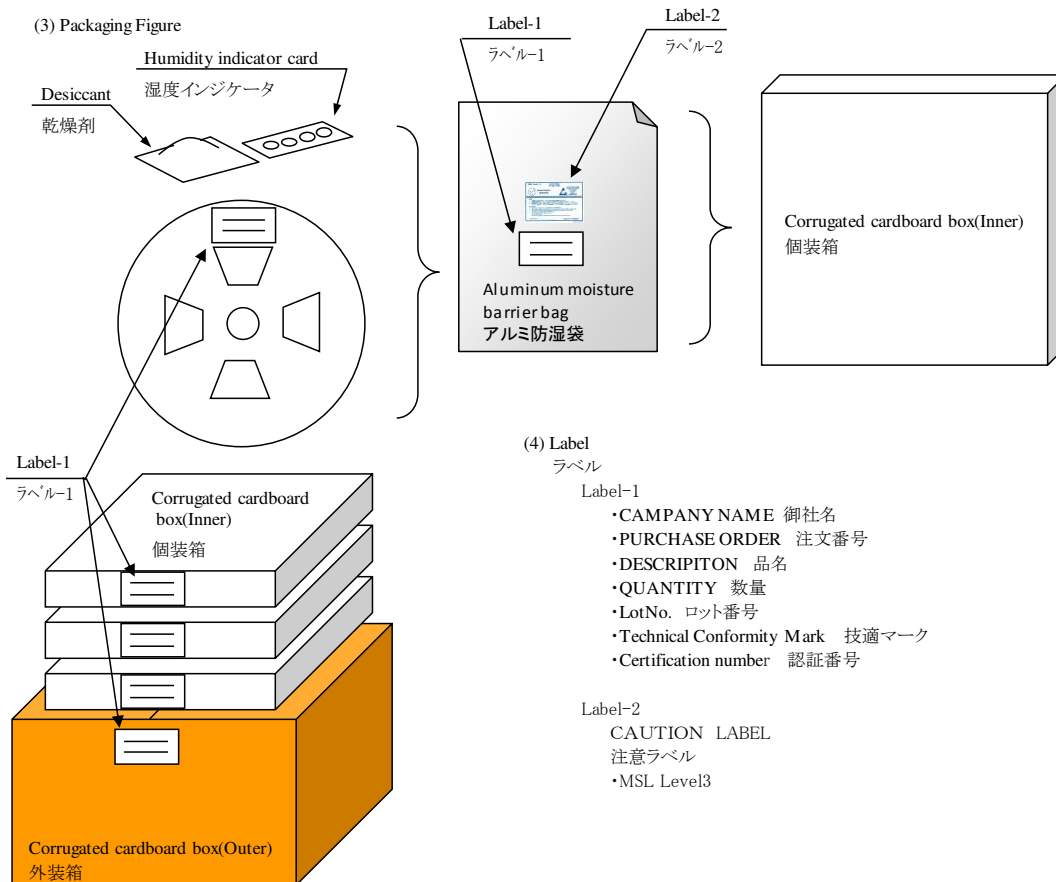 (3) Packaging Figure
Label-1
ラベル-1
Label-2
ラベル-2
Humidity indicator card
湿度インジケータ
Desiccant
乾燥剤
Aluminum moisture
barrier bag
アルミ防湿袋
Corrugated cardboard box(Inner)
個装箱
Label-1
ラベル-1
Corrugated cardboard
box(Inner)
個装箱
Corrugated cardboard box(Outer)
外装箱
(4) Label
ラベル
Label-1
・CAMPANY NAME 御社名
・PURCHASE ORDER 注文番号
・DESCRIPITON 品名
・QUANTITY 数量
・LotNo. ロット番号
・Technical Conformity Mark 技適マーク
・Certification number 認証番号
Label-2
CAUTION LABEL
注意ラベル
・MSL Level3